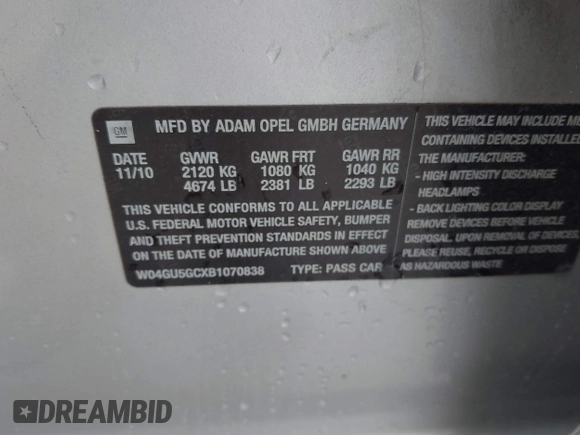 GM
MFD BY ADAM OPEL GMBH GERMANY
DATE GVWR GAWR FRT GAWR RR
11/10 2120 KG 1080 KG 1040 KG
4674 LB 2381 LB 2293 LB
THIS VEHICLE CONFORMS TO ALL APPLICABLE
U.S. FEDERAL MOTOR VEHICLE SAFETY, BUMPER
AND THEFT PREVENTION STANDARDS IN EFFECT
ON THE DATE OF MANUFACTURE SHOWN ABOVE
W04GU5GCXB1070838 TYPE: PASS CAR
THIS VEHICLE MAY INCLUDE
CONTAINING DEVICES INSTALLED
THE MANUFACTURER:
- HIGH INTENSITY DISCHARGE
HEADLAMPS
- BACK LIGHTING COLOR DISPLAY
REMOVE DEVICES BEFORE VEHICLE
DISPOSAL. UPON REMOVAL OF DEVICES
PLEASE REUSE, RECYCLE OR DISPOSE
AS HAZARDOUS WASTE
DREAMBID